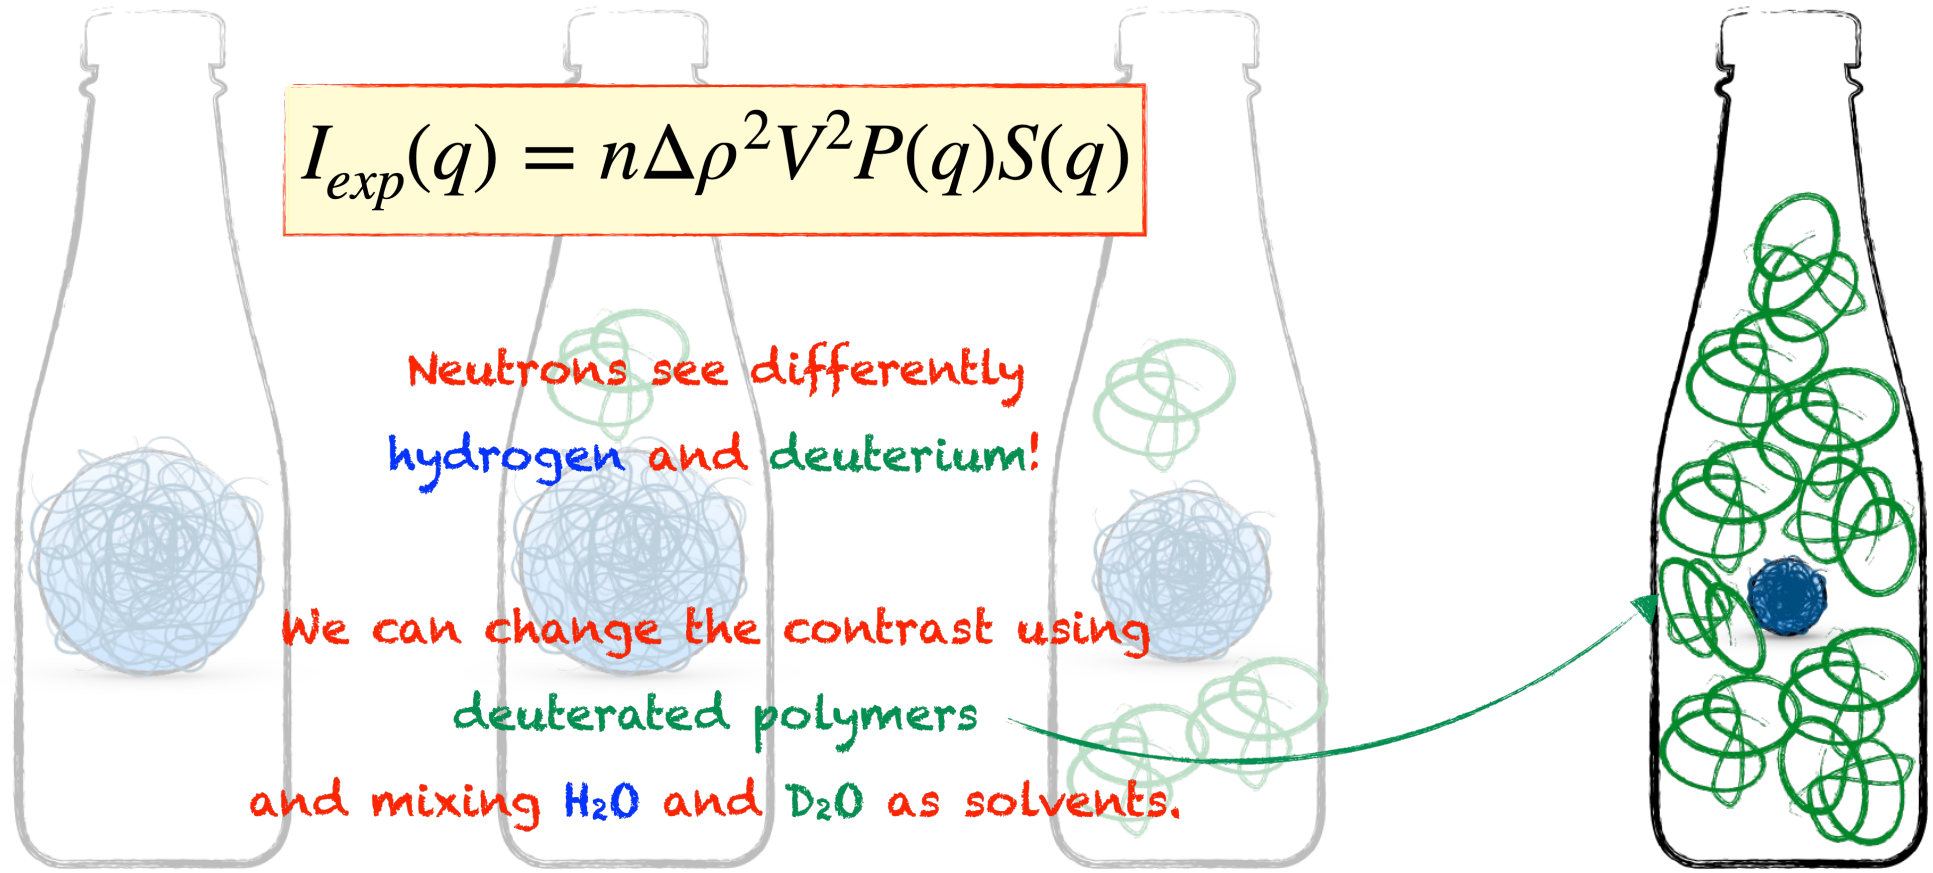 I_exp(q) = nΔρ²V²P(q)S(q)
Neutrons see differently
hydrogen and deuterium!
We can change the contrast using
deuterated polymers
and mixing H₂O and D₂O as solvents.